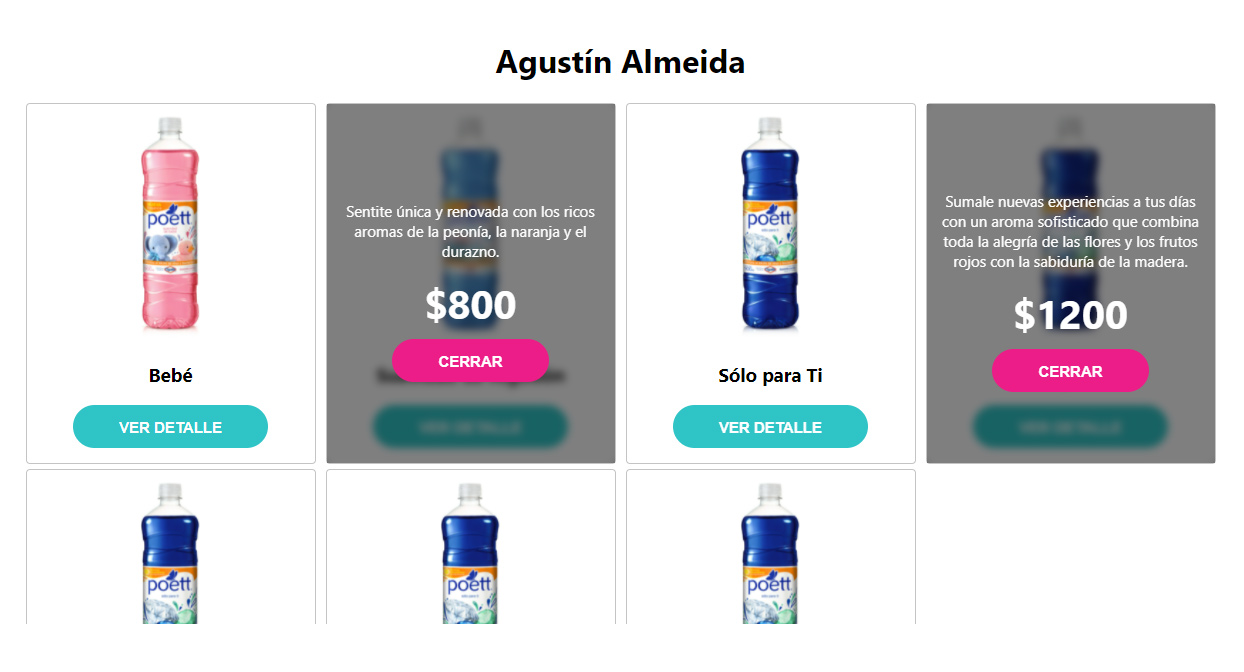 Agustín Almeida
poett
Bebé
VER DETALLE
Sentite única y renovada con los ricos
aromas de la peonía, la naranja y el
durazno.
$800
CERRAR
poett
Sólo para Ti
VER DETALLE
Sumale nuevas experiencias a tus días
con un aroma sofisticado que combina
toda la alegría de las flores y los frutos
rojos con la sabiduría de la madera.
$1200
CERRAR
poett
poett
poett